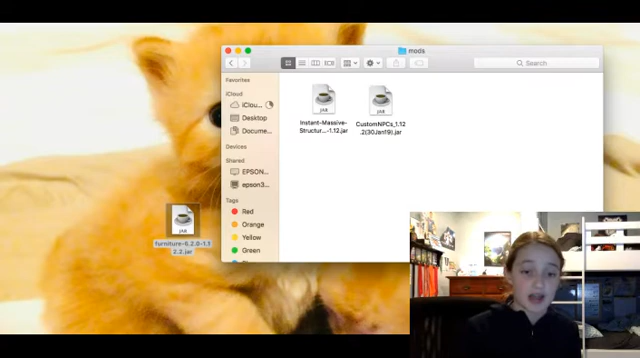 mods
Search
Favorites
iCloud
iClou...
Desktop
Docume...
Devices
Shared
EPSON...
epson3...
Tags
Red
Orange
Yellow
Green
JAR
Instant-Massive-
Structur...-1.12.jar
JAR
CustomNPCs_1.12
.2(30Jan19).jar
JAR
furniture-6.2.0-1.1
2.2.jar